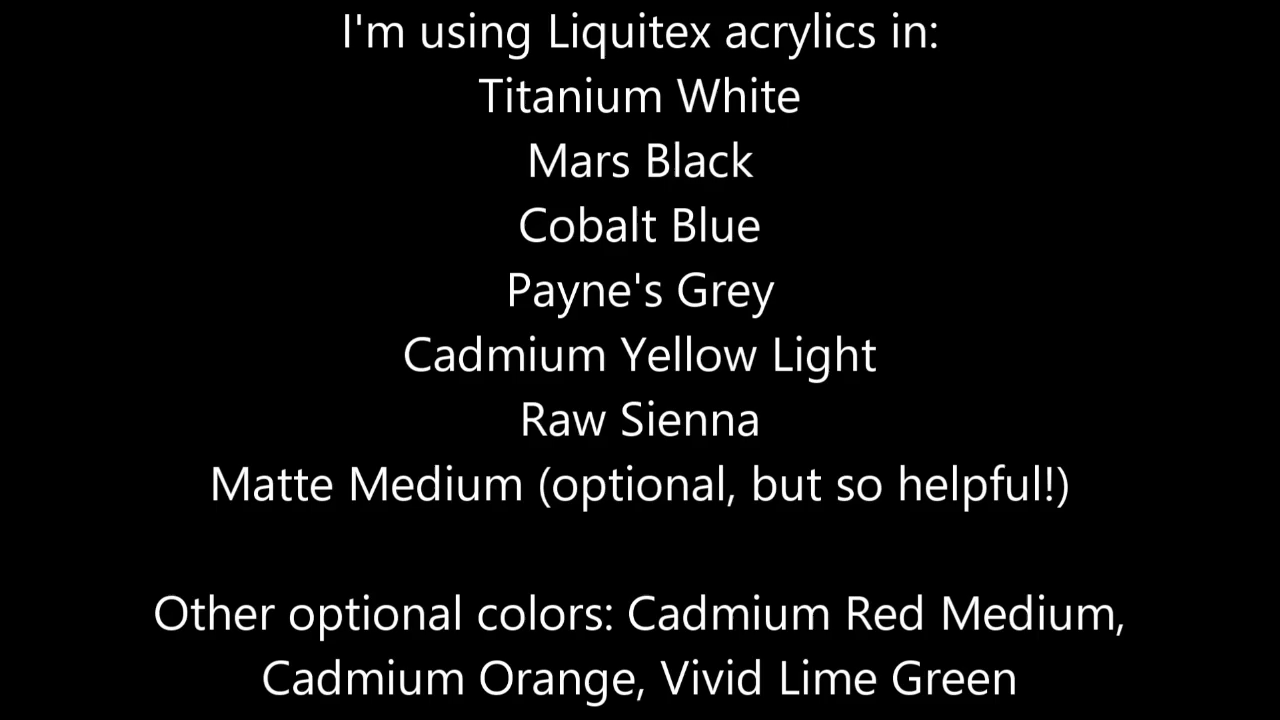 I'm using Liquitex acrylics in:
Titanium White
Mars Black
Cobalt Blue
Payne's Grey
Cadmium Yellow Light
Raw Sienna
Matte Medium (optional, but so helpful!)
Other optional colors: Cadmium Red Medium,
Cadmium Orange, Vivid Lime Green